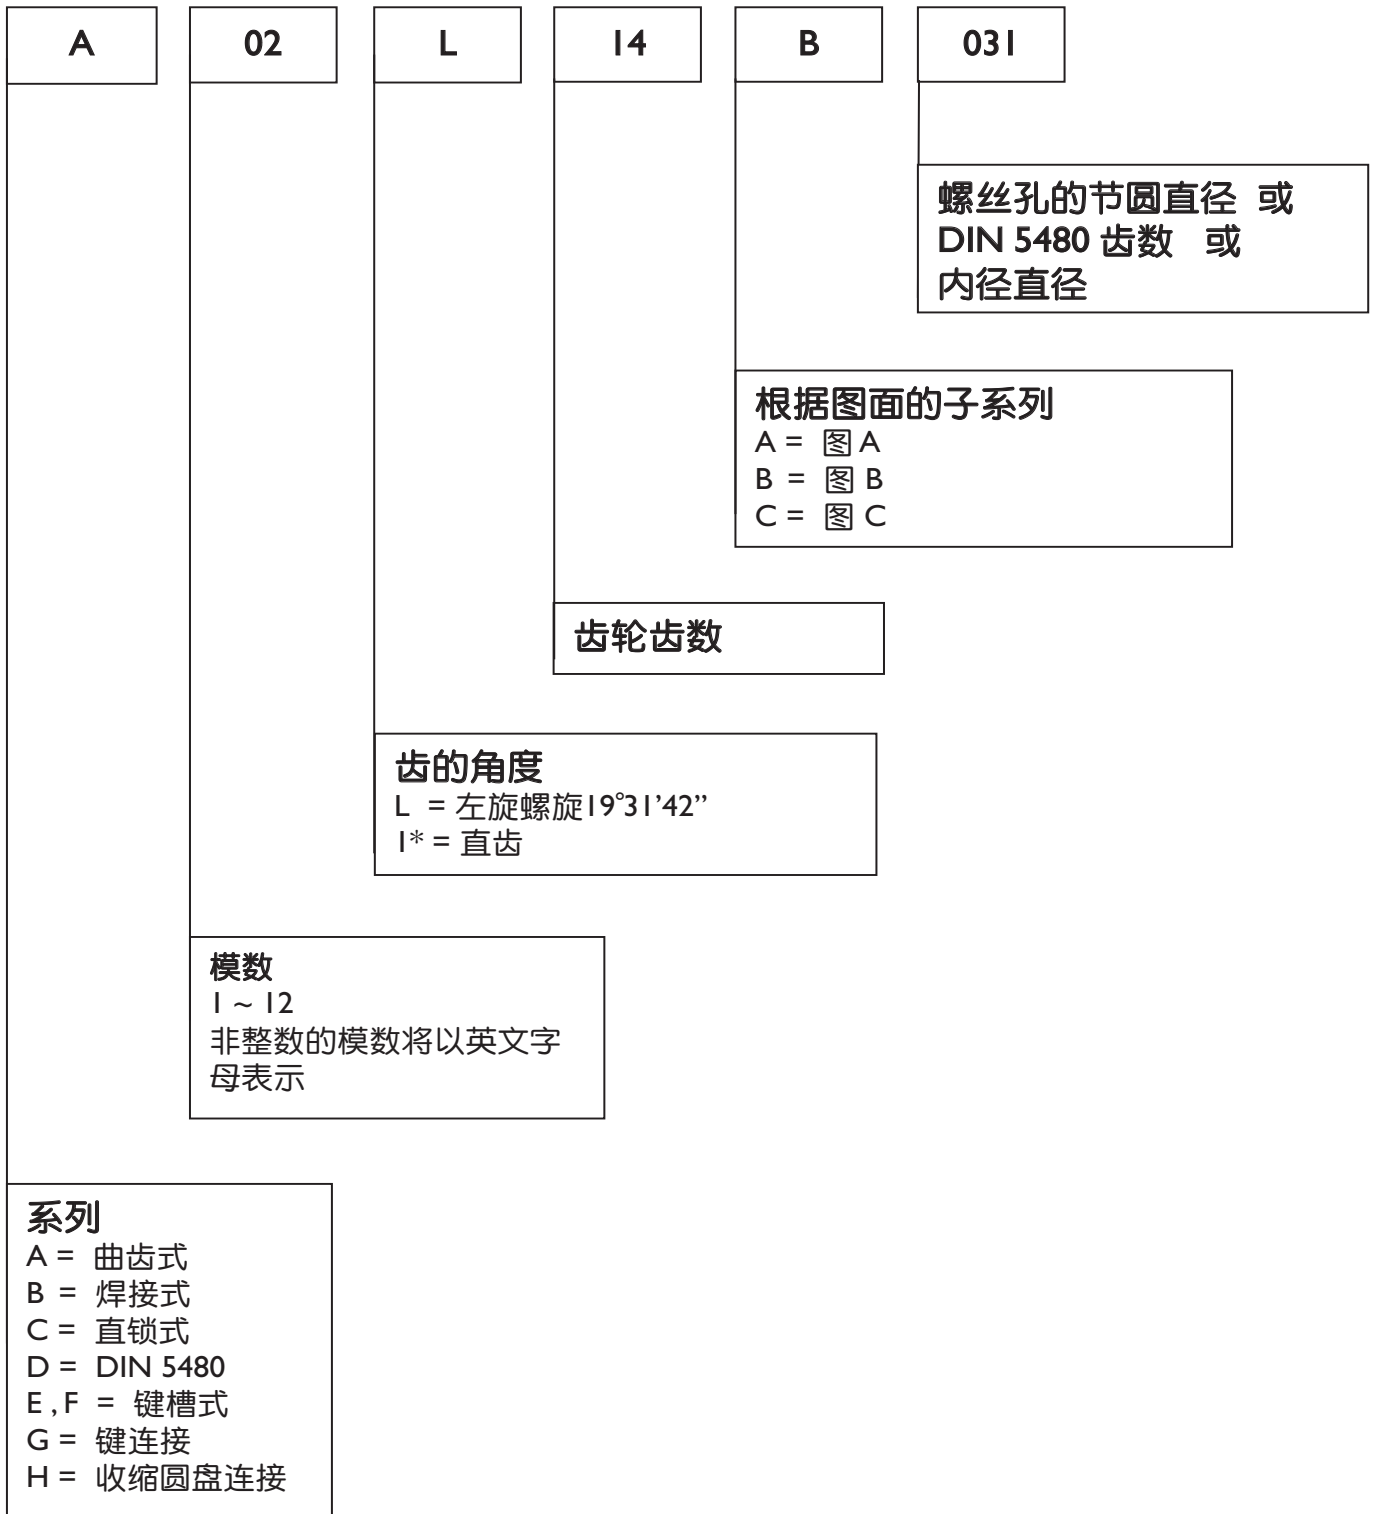 A 02 L 14 B 031
螺丝孔的节圆直径 或
DIN 5480 齿数 或
内径直径
根据图面的子系列
A = 图 A
B = 图 B
C = 图 C
齿轮齿数
齿的角度
L = 左旋螺旋19°31’42”
1* = 直齿
模数
1 ~ 12
非整数的模数将以英文字
母表示
系列
A = 曲齿式
B = 焊接式
C = 直锁式
D = DIN 5480
E , F = 键槽式
G = 键连接
H = 收缩圆盘连接